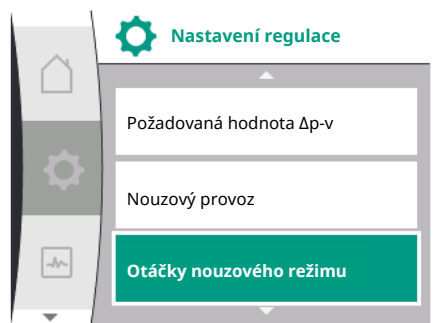 Nastavení regulace
Požadovaná hodnota Δp-v
Nouzový provoz
Otáčky nouzového režimu